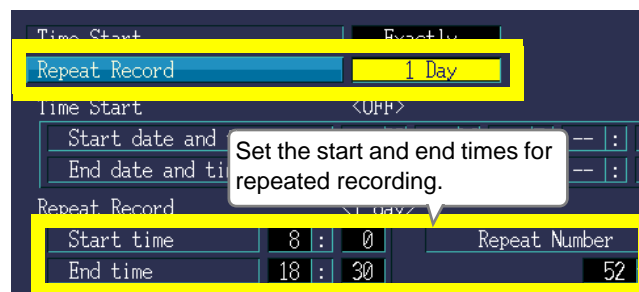 Time Start Exactly
Repeat Record 1 Day
Time Start <OFF>
Start date and -- :
End date and ti -- :
Set the start and end times for
repeated recording.
Repeat Record <1 day>
Start time 8 : 0 Repeat Number
End time 18 : 30 52